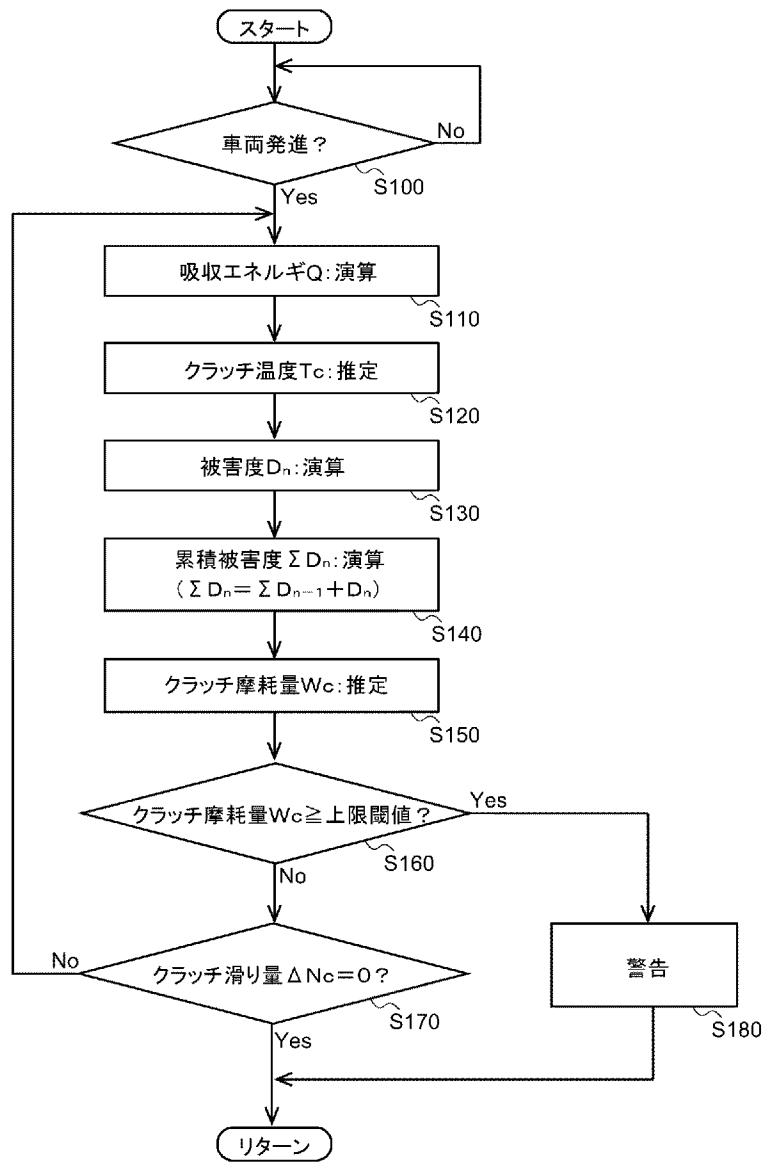 スタート
No
車両発進？
S100
Yes
吸収エネルギQ：演算
S110
クラッチ温度Tc：推定
S120
被害度Dn：演算
S130
累積被害度ΣDn：演算
（ΣDn＝ΣDn−1＋Dn）
S140
クラッチ摩耗量Wc：推定
S150
クラッチ摩耗量Wc≧上限閾値？
Yes
S160
No
No
クラッチ滑り量ΔNc＝0？
S170
警告
S180
Yes
リターン